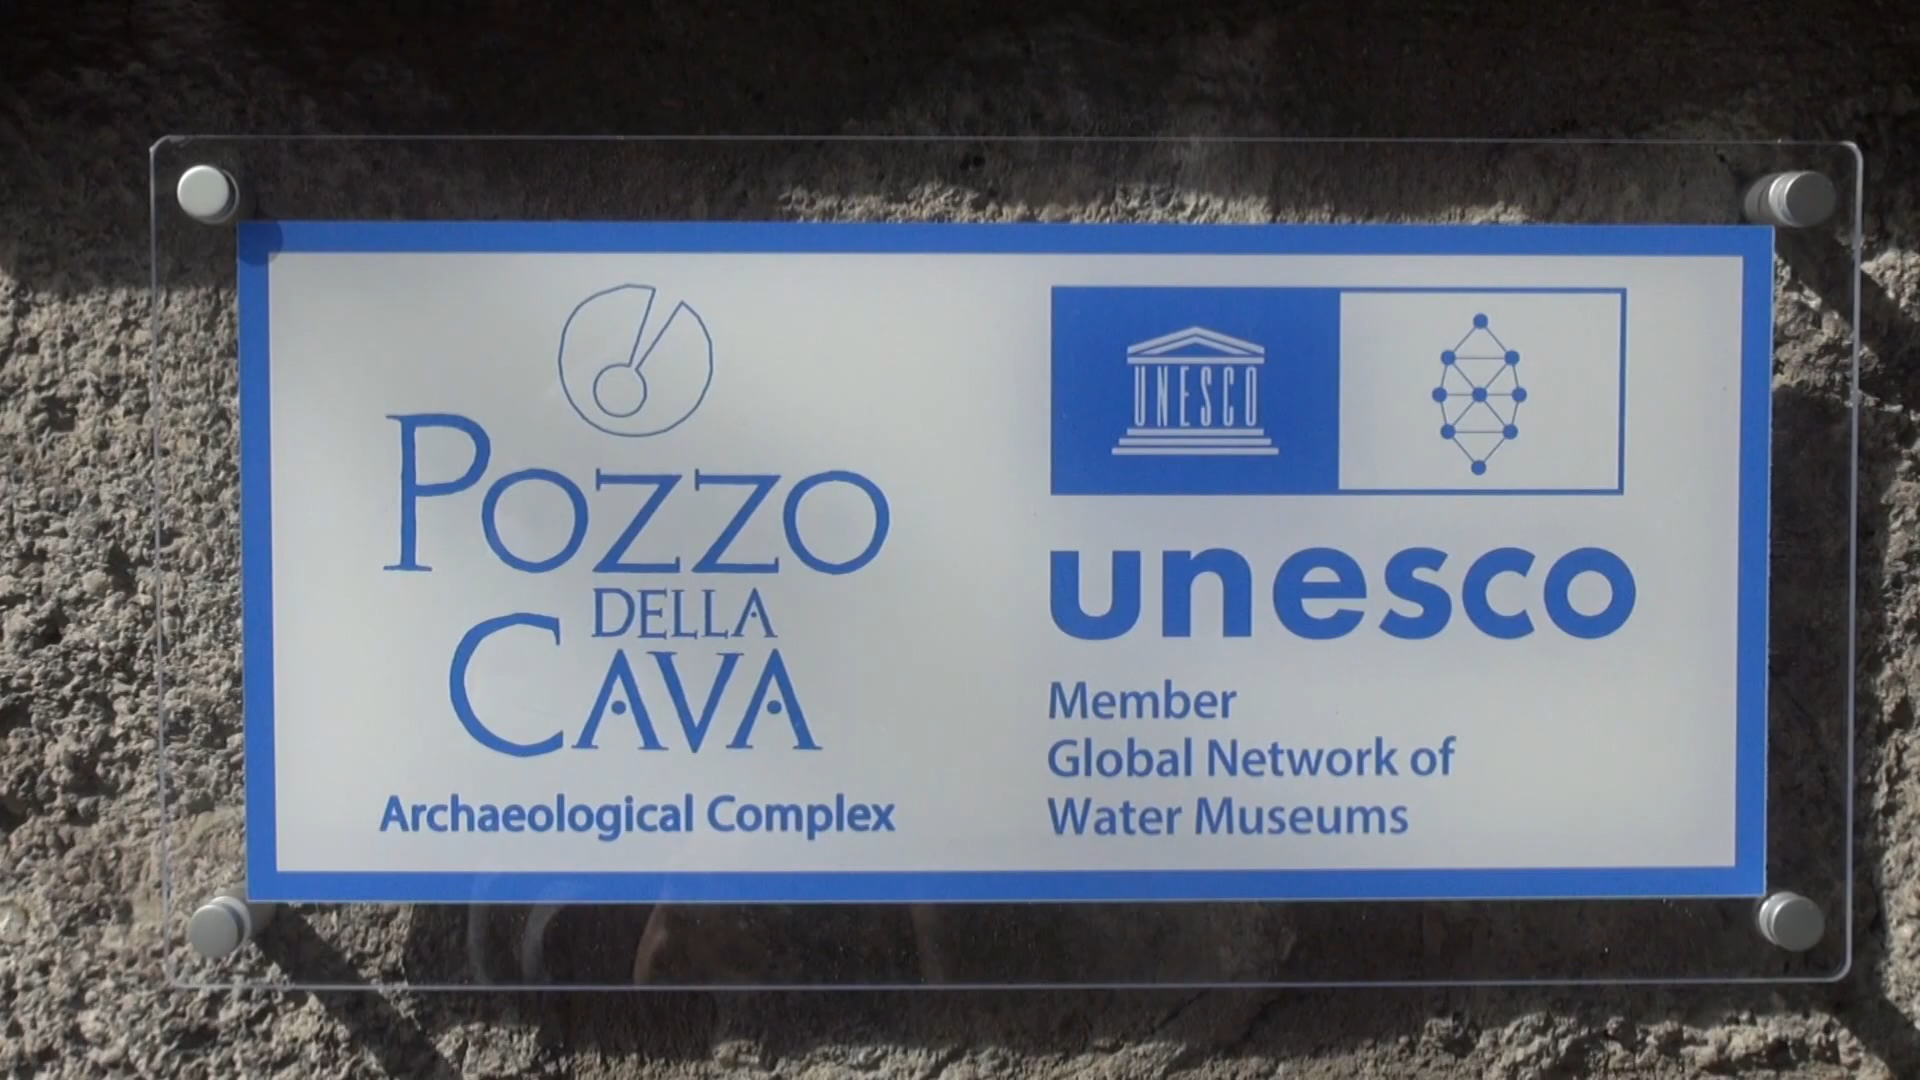 POZZO
DELLA
CAVA
Archaeological Complex
UNESCO
unesco
Member
Global Network of
Water Museums